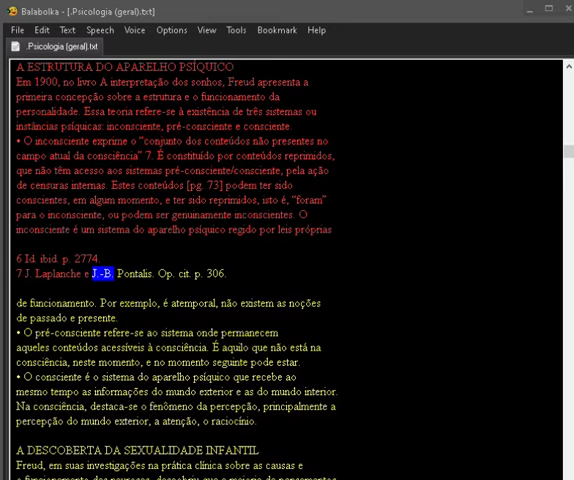 Balabolka - [.Psicologia (geral).txt]
File Edit Text Speech Voice Options View Tools Bookmark Help
.Psicologia (geral).txt
A ESTRUTURA DO APARELHO PSÍQUICO
Em 1900, no livro A interpretação dos sonhos, Freud apresenta a
primeira concepção sobre a estrutura e o funcionamento da
personalidade. Essa teoria refere-se à existência de três sistemas ou
instâncias psíquicas: inconsciente, pré-consciente e consciente
• O inconsciente exprime o “conjunto dos conteúdos não presentes no
campo atual da consciência” 7. É constituído por conteúdos reprimidos,
que não têm acesso aos sistemas pré-consciente/consciente, pela ação
de censuras internas. Estes conteúdos [pg. 73] podem ter sido
conscientes, em algum momento, e ter sido reprimidos, isto é, “foram”
para o inconsciente, ou podem ser genuinamente inconscientes. O
inconsciente é um sistema do aparelho psíquico regido por leis próprias
6 Id. ibid. p. 2774.
7 J. Laplanche e J.-B. Pontalis. Op. cit. p. 306.
de funcionamento. Por exemplo, é atemporal, não existem as noções
de passado e presente.
• O pré-consciente refere-se ao sistema onde permanecem
aqueles conteúdos acessíveis à consciência. É aquilo que não está na
consciência, neste momento, e no momento seguinte pode estar.
• O consciente é o sistema do aparelho psíquico que recebe ao
mesmo tempo as informações do mundo exterior e as do mundo interior.
Na consciência, destaca-se o fenômeno da percepção, principalmente a
percepção do mundo exterior, a atenção, o raciocínio.
A DESCOBERTA DA SEXUALIDADE INFANTIL
Freud, em suas investigações na prática clínica sobre as causas e